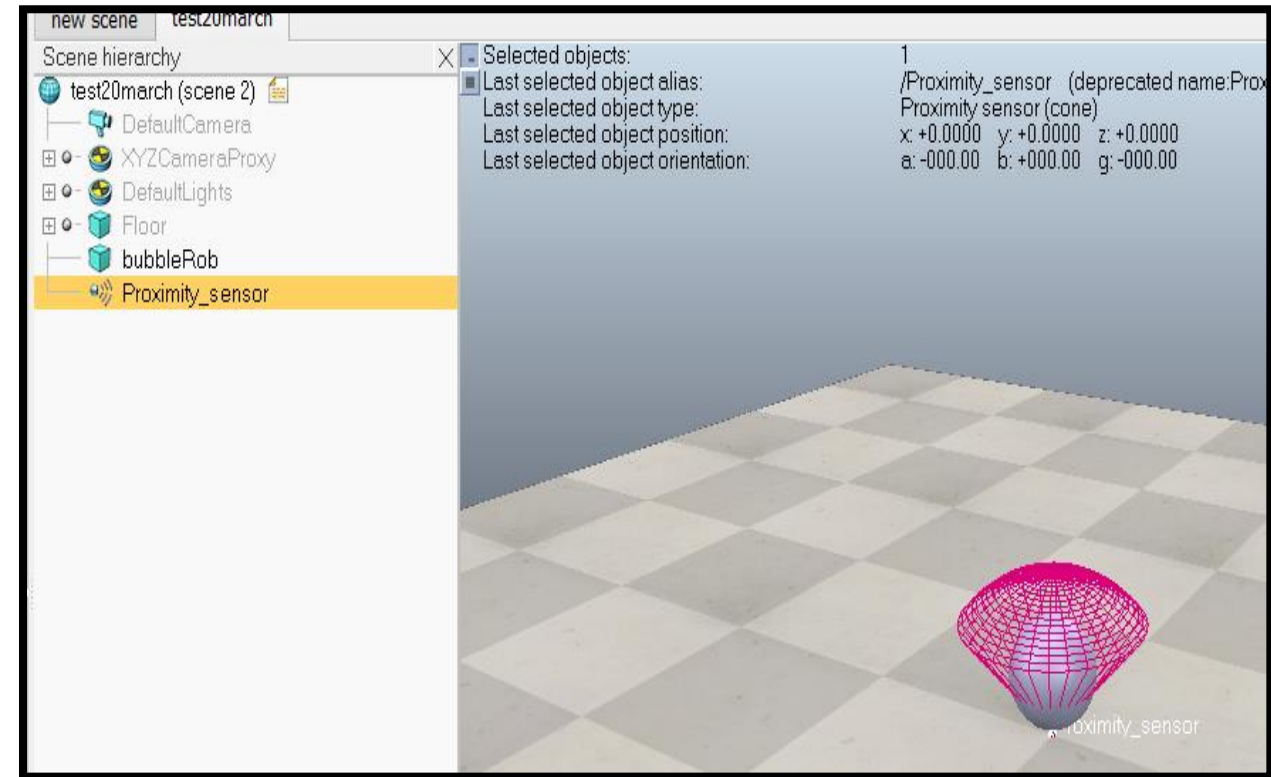 new scene test20march
Scene hierarchy X
Selected objects: 1
Last selected object alias: /Proximity_sensor (deprecated name:Prox
Last selected object type: Proximity sensor (cone)
Last selected object position: x: +0.0000 y: +0.0000 z: +0.0000
Last selected object orientation: a: -000.00 b: +000.00 g: -000.00
test20march (scene 2)
DefaultCamera
XYZCameraProxy
DefaultLights
Floor
bubbleRob
Proximity_sensor
roximity_sensor